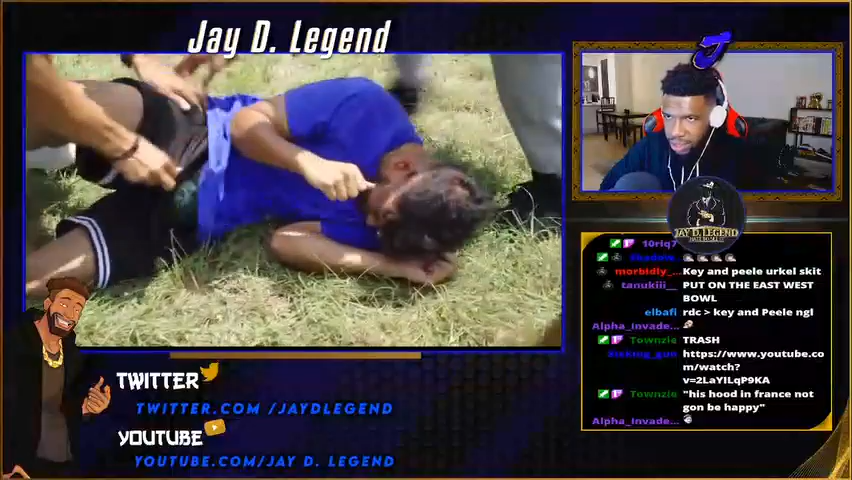 Jay D. Legend
J
JAY D. LEGEND
10rlq7
Shadow
morbidly_... Key and peele urkel skit
tanukiii__ PUT ON THE EAST WEST
BOWL
elbafi rdc > key and Peele ngl
Alpha_invade...
Townzie TRASH
https://www.youtube.co
m/watch?
v=2LaYILqP9KA
Townzie "his hood in france not
gon be happy"
Alpha_invade...
TWITTER
TWITTER.COM /JAYDLEGEND
YOUTUBE
YOUTUBE.COM/JAY D. LEGEND